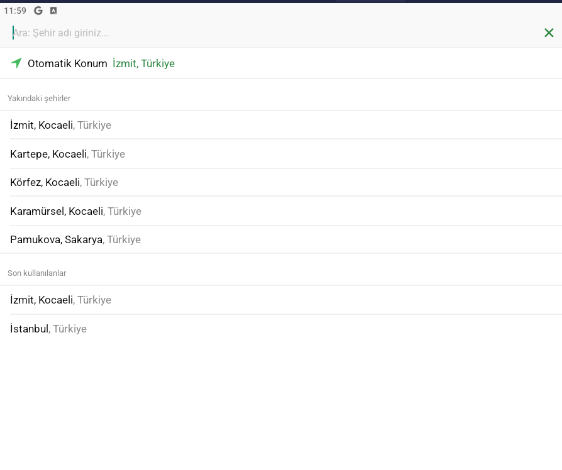 11:59
Ara: Şehir adı giriniz...
Otomatik Konum İzmit, Türkiye
Yakındaki şehirler
İzmit, Kocaeli, Türkiye
Kartepe, Kocaeli, Türkiye
Körfez, Kocaeli, Türkiye
Karamürsel, Kocaeli, Türkiye
Pamukova, Sakarya, Türkiye
Son kullanılanlar
İzmit, Kocaeli, Türkiye
İstanbul, Türkiye